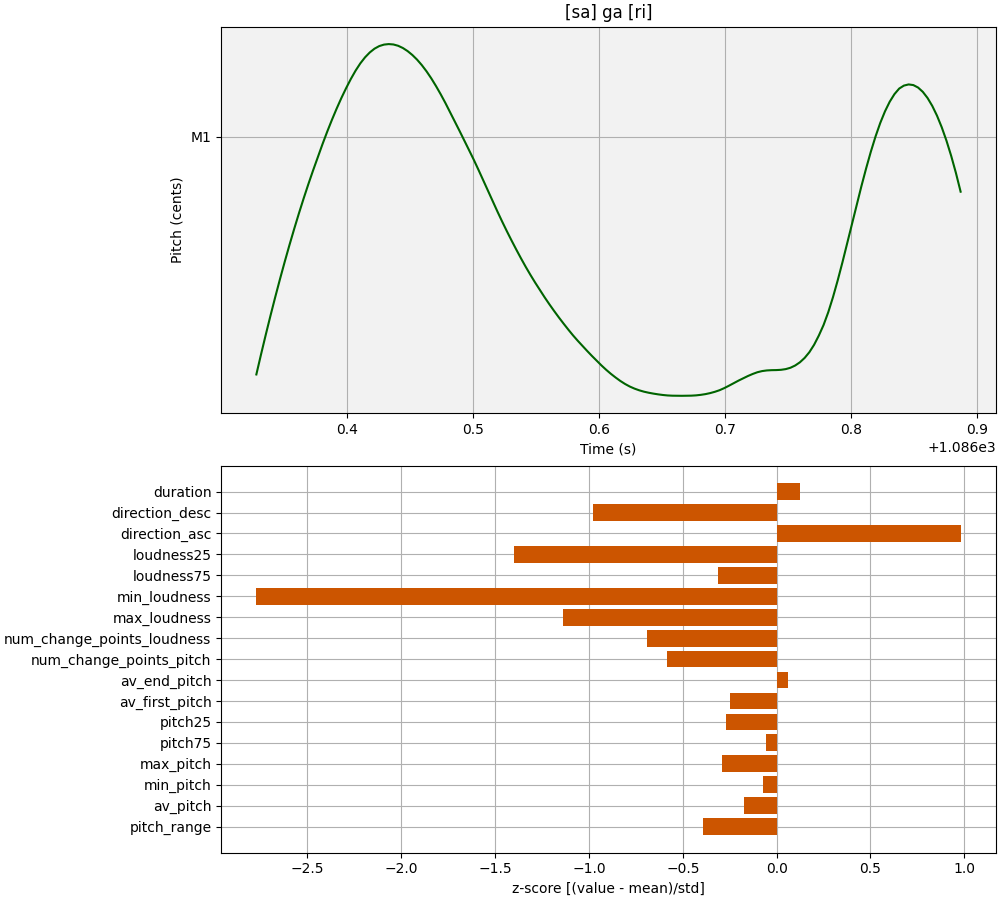 [sa] ga [ri]
M1
Pitch (cents)
0.4 0.5 0.6 0.7 0.8 0.9
Time (s)
+1.086e3
duration
direction_desc
direction_asc
loudness25
loudness75
min_loudness
max_loudness
num_change_points_loudness
num_change_points_pitch
av_end_pitch
av_first_pitch
pitch25
pitch75
max_pitch
min_pitch
av_pitch
pitch_range
−2.5 −2.0 −1.5 −1.0 −0.5 0.0 0.5 1.0
z-score [(value - mean)/std]